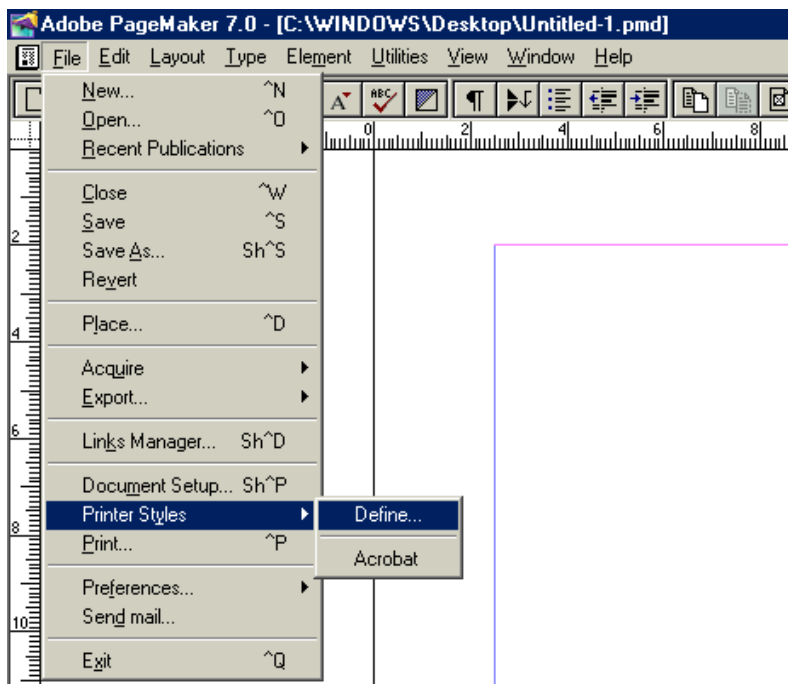 Adobe PageMaker 7.0 - [C:\WINDOWS\Desktop\Untitled-1.pmd]
File Edit Layout Type Element Utilities View Window Help
New... ^N
Open... ^O
Recent Publications
Close ^W
Save ^S
Save As... Sh^S
Revert
Place... ^D
Acquire
Export...
Links Manager... Sh^D
Document Setup... Sh^P
Printer Styles
Define...
Print... ^P
Acrobat
Preferences...
Send mail...
Exit ^Q
ABC
0 2 4 6 8
2
4
6
8
10